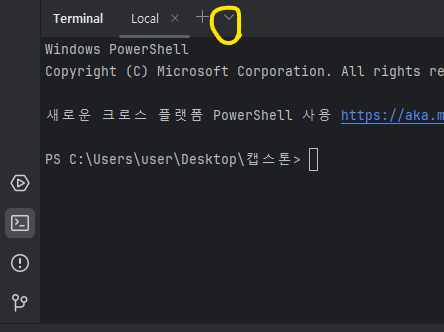 Terminal Local
Windows PowerShell
Copyright (C) Microsoft Corporation. All rights re
새로운 크로스 플랫폼 PowerShell 사용 https://aka.m
PS C:\Users\user\Desktop\캡스톤>